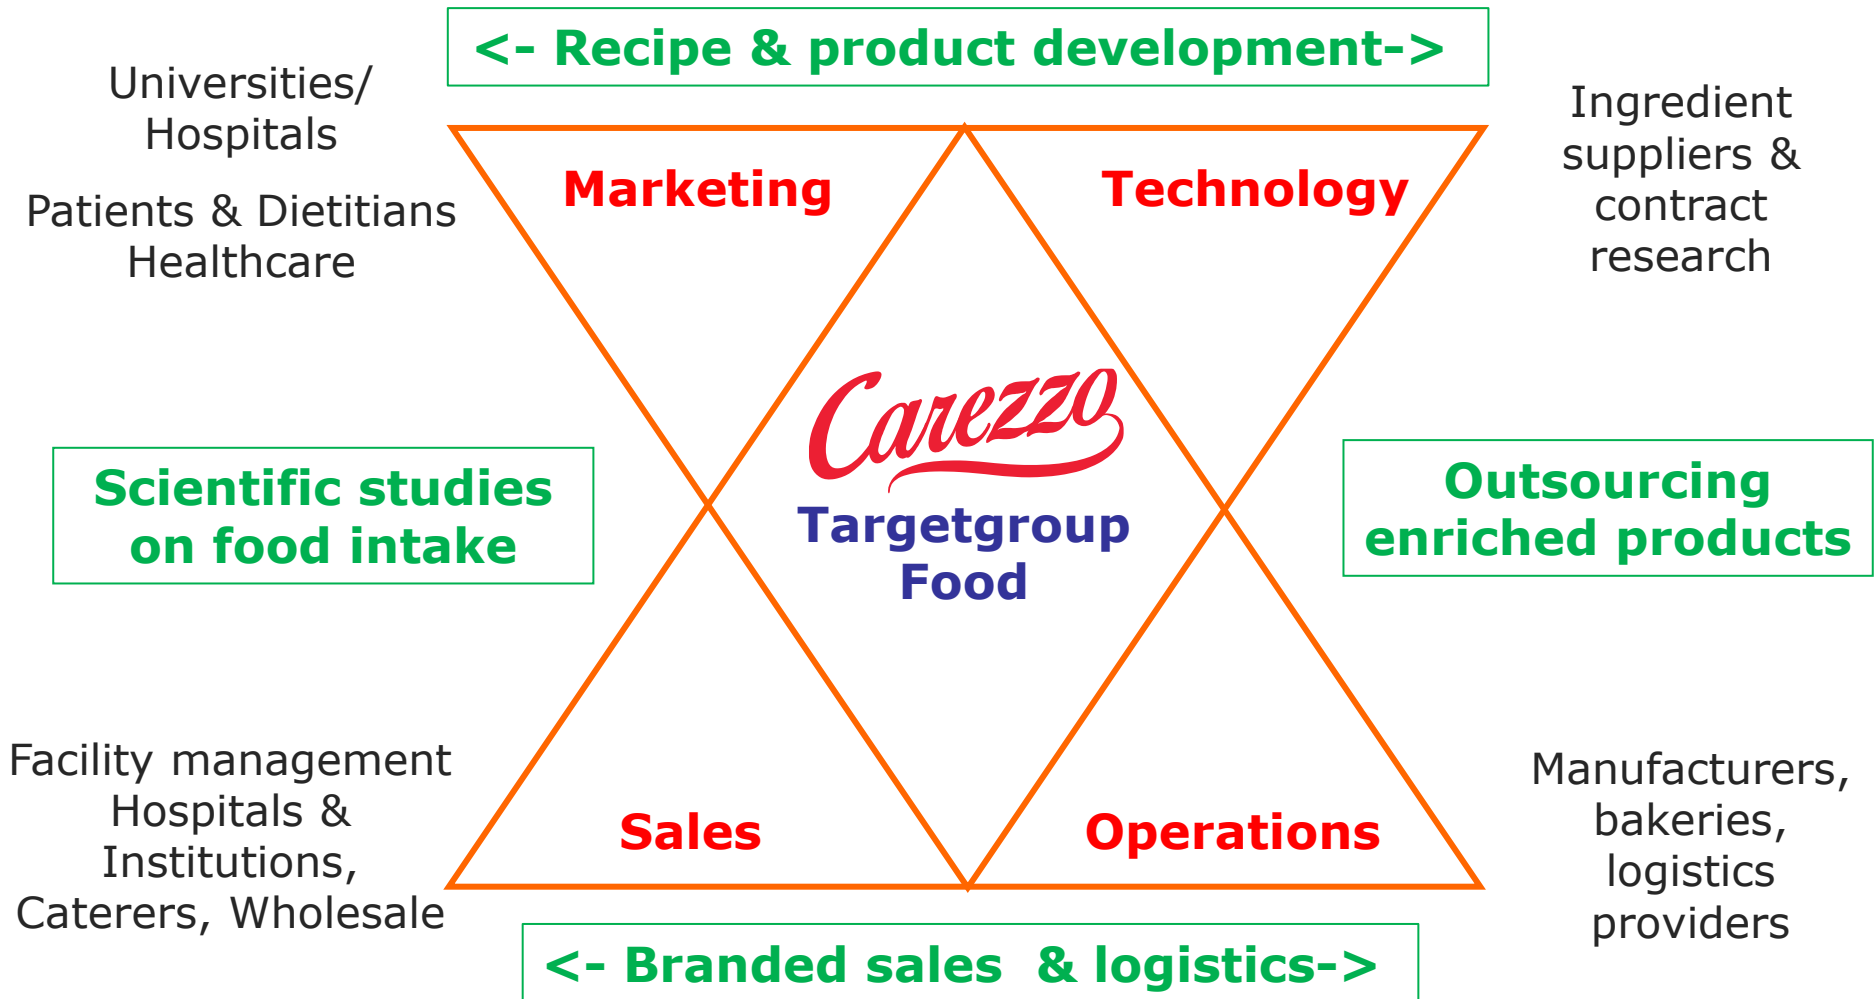 <- Recipe & product development->
Universities/
Hospitals
Patients & Dietitians
Healthcare
Marketing
Technology
Ingredient
suppliers &
contract
research
Carezzo
Targetgroup
Food
Scientific studies
on food intake
Outsourcing
enriched products
Facility management
Hospitals &
Institutions,
Caterers, Wholesale
Sales
Operations
Manufacturers,
bakeries,
logistics
providers
<- Branded sales  & logistics->